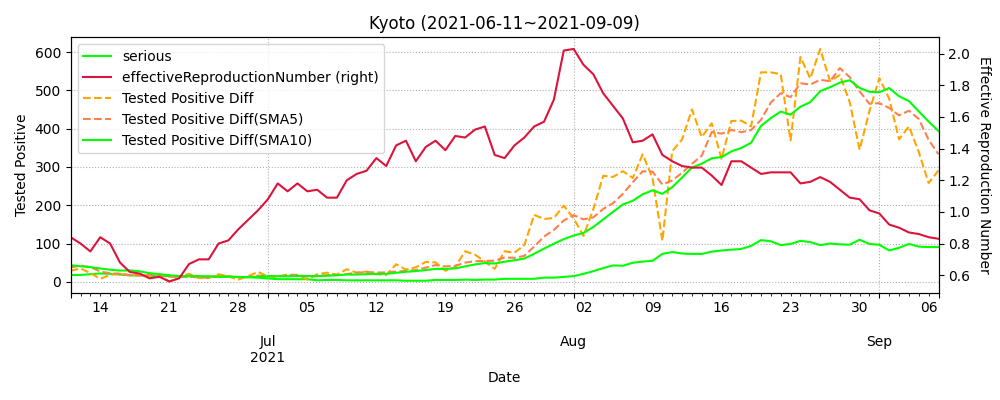 Kyoto (2021-06-11~2021-09-09)
serious
effectiveReproductionNumber (right)
Tested Positive Diff
Tested Positive Diff(SMA5)
Tested Positive Diff(SMA10)
Tested Positive
600
500
400
300
200
100
0
2.0
1.8
1.6
1.4
1.2
1.0
0.8
0.6
Effective Reproduction Number
14 21 28 05 12 19 26 02 09 16 23 30 06
Jul Aug Sep
2021
Date